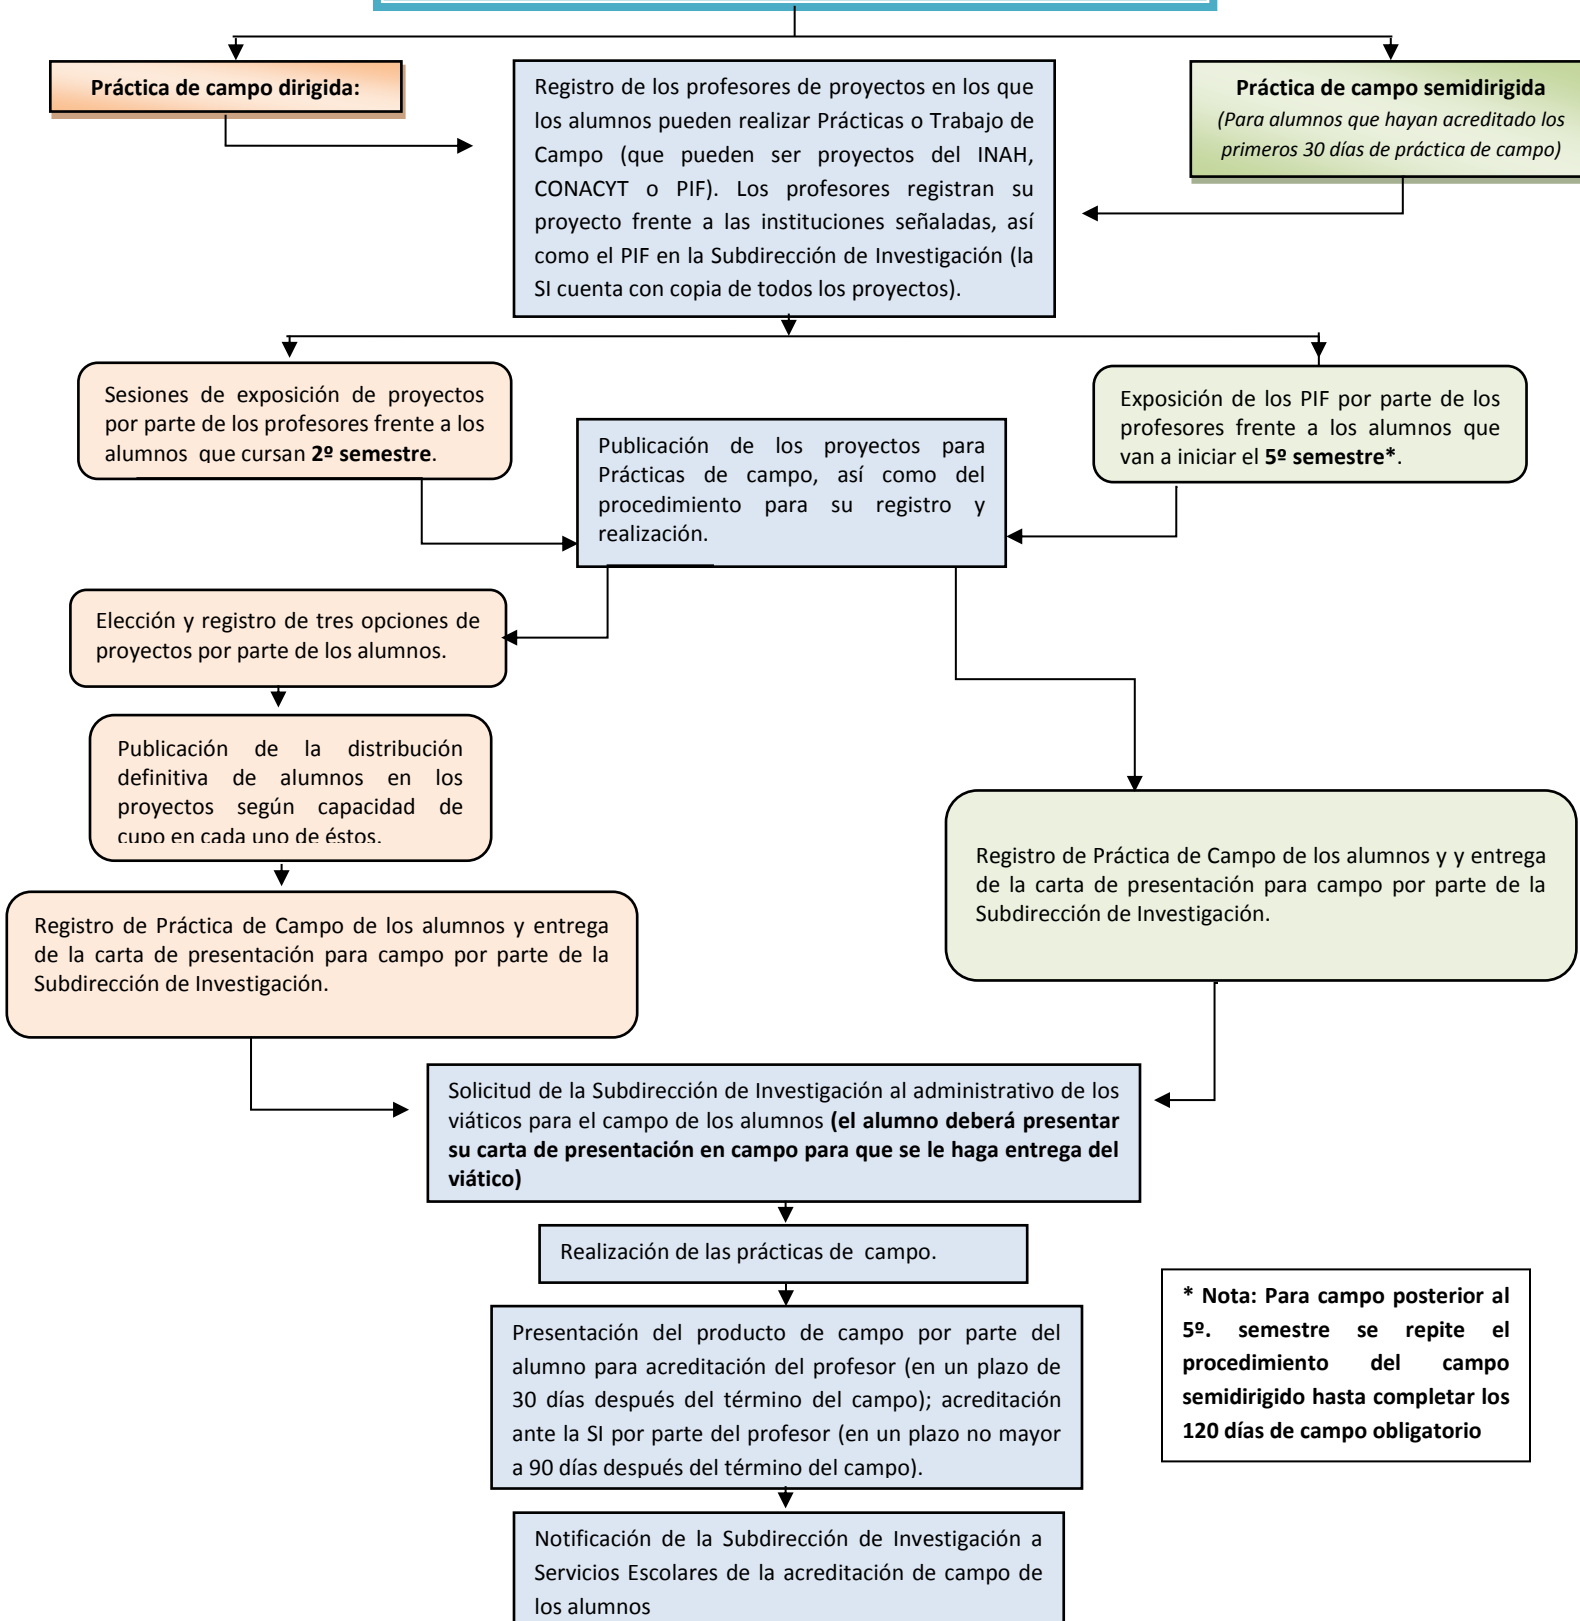 Práctica de campo dirigida:
Registro de los profesores de proyectos en los que
los alumnos pueden realizar Prácticas o Trabajo de
Campo (que pueden ser proyectos del INAH,
CONACYT o PIF). Los profesores registran su
proyecto frente a las instituciones señaladas, así
como el PIF en la Subdirección de Investigación (la
SI cuenta con copia de todos los proyectos).
Práctica de campo semidirigida
(Para alumnos que hayan acreditado los
primeros 30 días de práctica de campo)
Sesiones de exposición de proyectos
por parte de los profesores frente a los
alumnos que cursan 2º semestre.
Publicación de los proyectos para
Prácticas de campo, así como del
procedimiento para su registro y
realización.
Exposición de los PIF por parte de los
profesores frente a los alumnos que
van a iniciar el 5º semestre*.
Elección y registro de tres opciones de
proyectos por parte de los alumnos.
Publicación de la distribución
definitiva de alumnos en los
proyectos según capacidad de
cupo en cada uno de éstos.
Registro de Práctica de Campo de los alumnos y entrega
de la carta de presentación para campo por parte de la
Subdirección de Investigación.
Registro de Práctica de Campo de los alumnos y y entrega
de la carta de presentación para campo por parte de la
Subdirección de Investigación.
Solicitud de la Subdirección de Investigación al administrativo de los
viáticos para el campo de los alumnos (el alumno deberá presentar
su carta de presentación en campo para que se le haga entrega del
viático)
Realización de las prácticas de campo.
Presentación del producto de campo por parte del
alumno para acreditación del profesor (en un plazo de
30 días después del término del campo); acreditación
ante la SI por parte del profesor (en un plazo no mayor
a 90 días después del término del campo).
* Nota: Para campo posterior al
5º. semestre se repite el
procedimiento del campo
semidirigido hasta completar los
120 días de campo obligatorio
Notificación de la Subdirección de Investigación a
Servicios Escolares de la acreditación de campo de
los alumnos